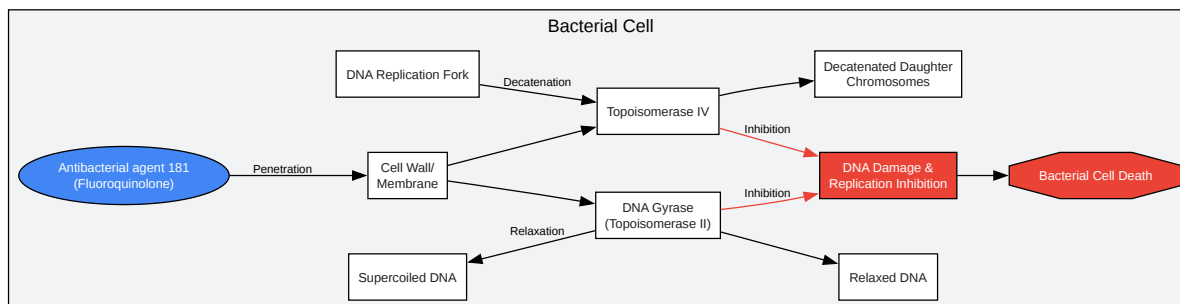 Bacterial Cell
DNA Replication Fork
Decatenation
Topoisomerase IV
Decatenated Daughter
Chromosomes
Inhibition
Antibacterial agent 181
(Fluoroquinolone)
Penetration
Cell Wall/
Membrane
DNA Damage &
Replication Inhibition
Bacterial Cell Death
Inhibition
DNA Gyrase
(Topoisomerase II)
Relaxation
Supercoiled DNA
Relaxed DNA